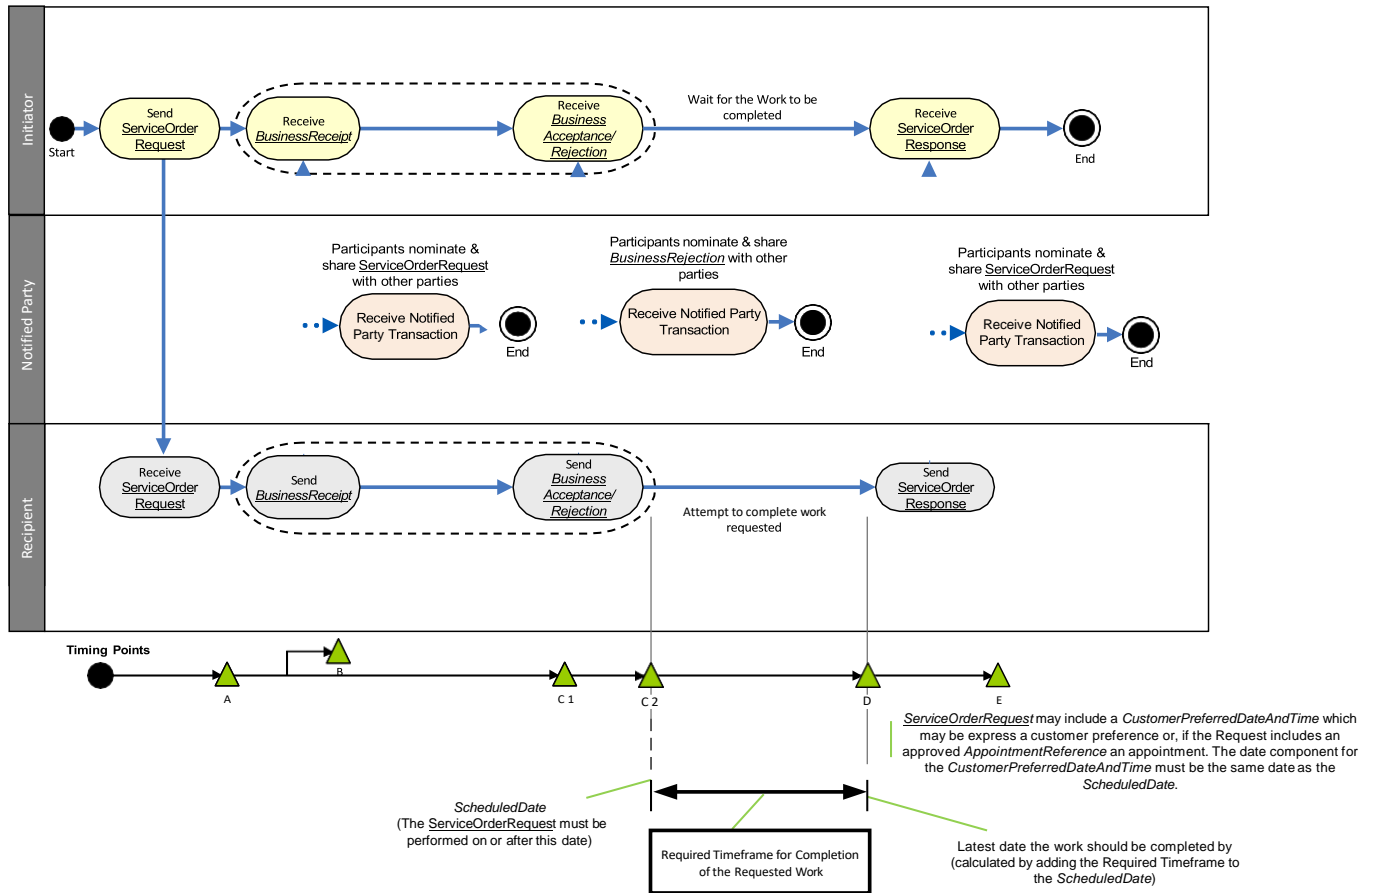 Initiator
Start
Send
ServiceOrder
Request
Receive
BusinessReceipt
Receive
Business
Acceptance/
Rejection
Wait for the Work to be
completed
Receive
ServiceOrder
Response
End
Notified Party
Participants nominate &
share ServiceOrderRequest
with other parties
Receive Notified
Party Transaction
End
Participants nominate & share
BusinessRejection with other
parties
Receive Notified Party
Transaction
End
Participants nominate &
share ServiceOrderRequest
with other parties
Receive Notified
Party Transaction
End
Recipient
Receive
ServiceOrder
Request
Send
BusinessReceipt
Send
Business
Acceptance/
Rejection
Attempt to complete work
requested
Send
ServiceOrder
Response
Timing Points
A
B
C 1
C 2
D
E
ServiceOrderRequest may include a CustomerPreferredDateAndTime which
may be express a customer preference or, if the Request includes an
approved AppointmentReference an appointment. The date component for
the CustomerPreferredDateAndTime must be the same date as the
ScheduledDate.
ScheduledDate
(The ServiceOrderRequest must be
performed on or after this date)
Required Timeframe for Completion
of the Requested Work
Latest date the work should be completed by
(calculated by adding the Required Timeframe to
the ScheduledDate)